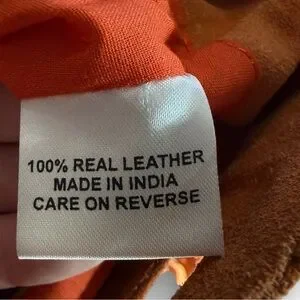 100% REAL LEATHER
MADE IN INDIA
CARE ON REVERSE